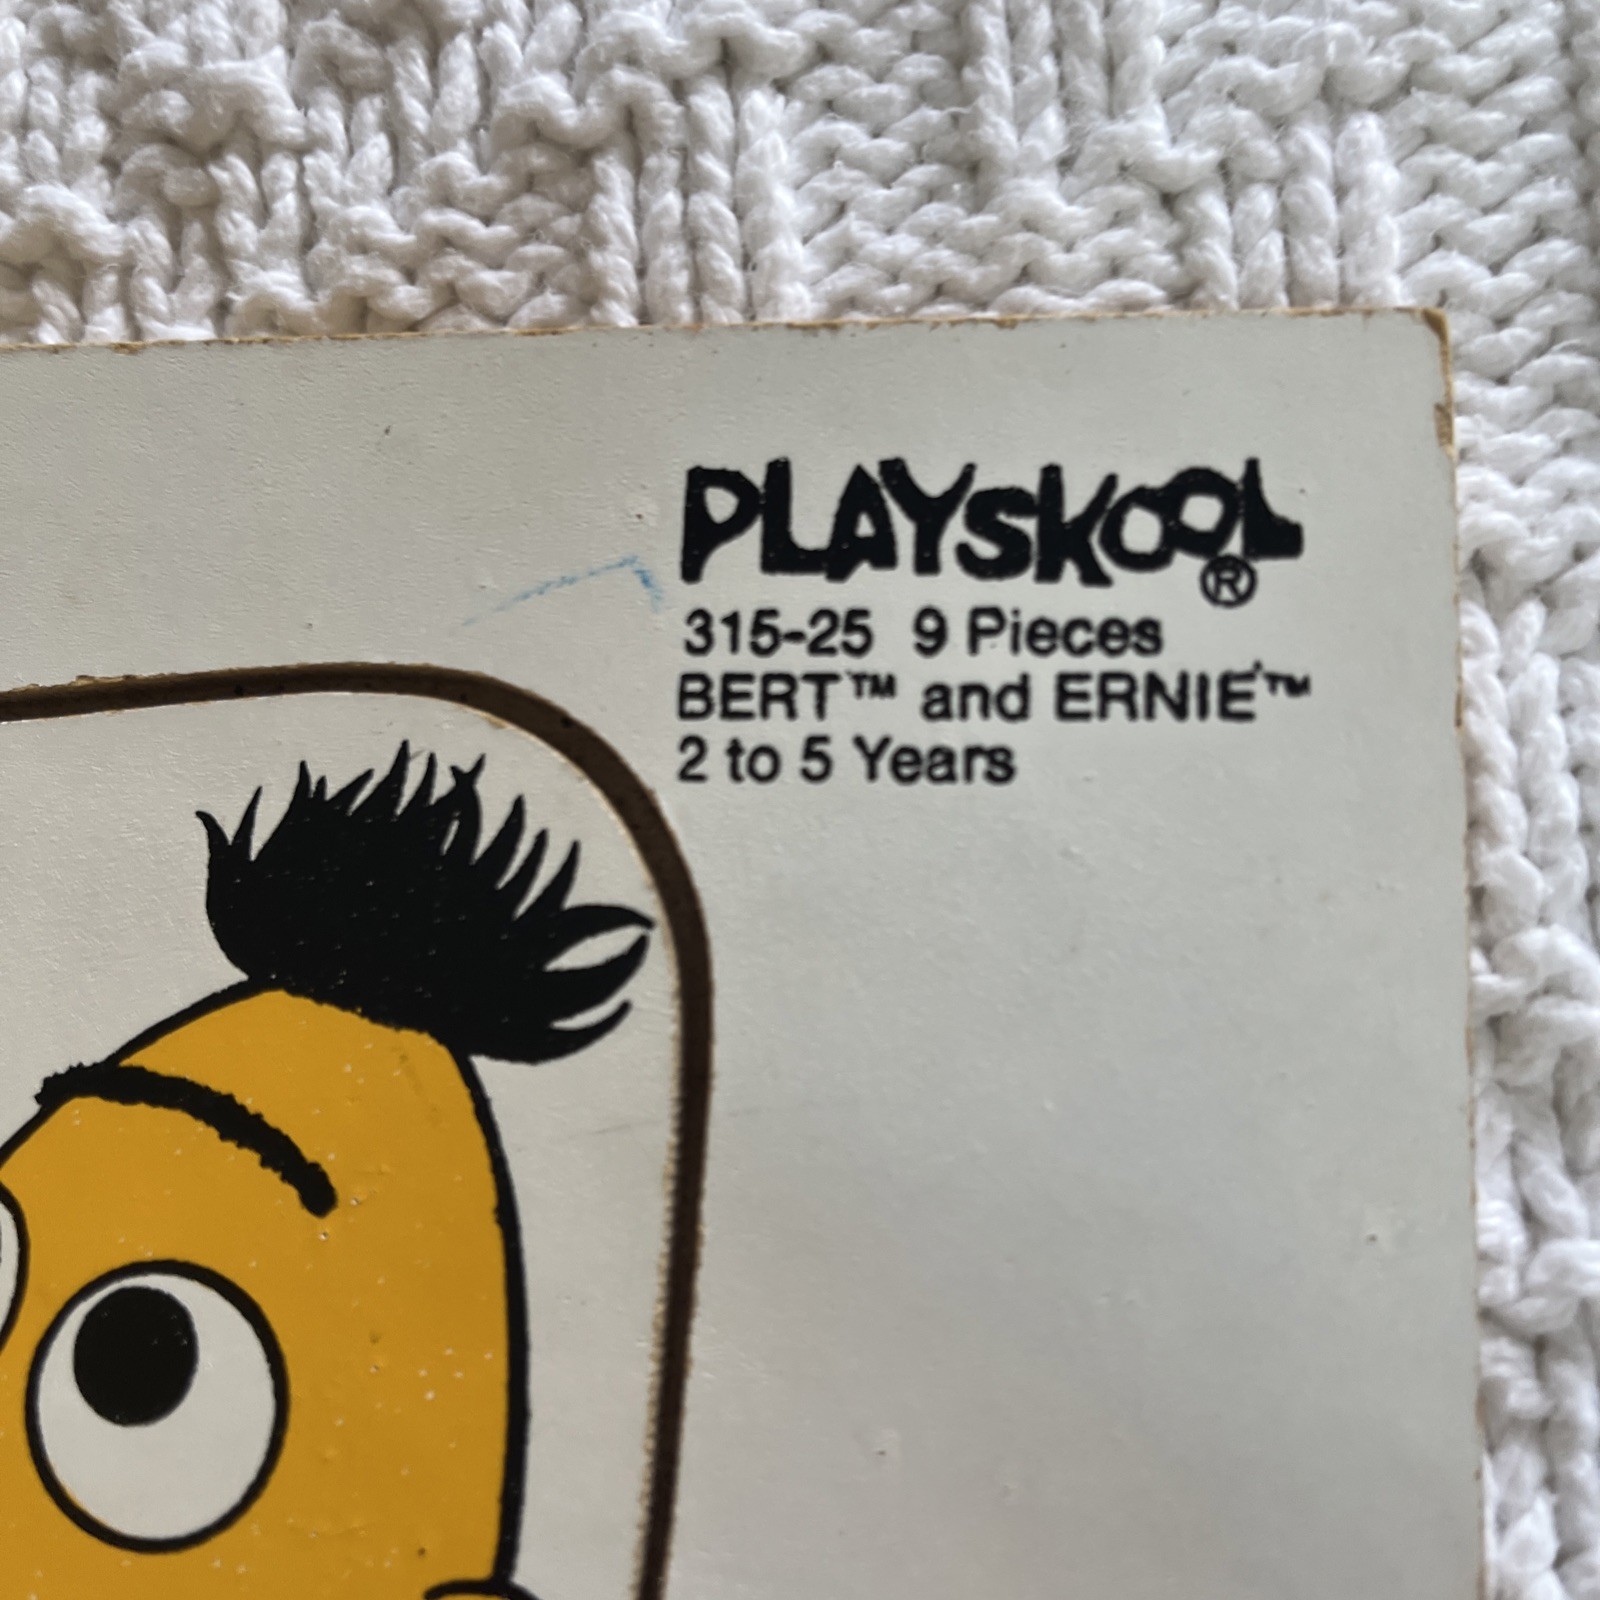 PLAYSKOOL®
315-25 9 Pieces
BERT™ and ERNIE™
2 to 5 Years